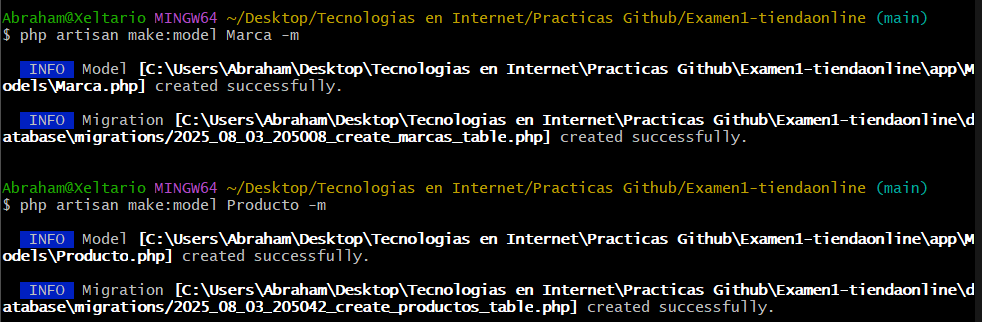 Abraham@Xeltario MINGW64 ~/Desktop/Tecnologias en Internet/Practicas Github/Examen1-tiendaonline (main)
$ php artisan make:model Marca -m
INFO Model [C:\Users\Abraham\Desktop\Tecnologias en Internet\Practicas Github\Examen1-tiendaonline\app\M
odels\Marca.php] created successfully.
INFO Migration [C:\Users\Abraham\Desktop\Tecnologias en Internet\Practicas Github\Examen1-tiendaonline\d
atabase\migrations/2025_08_03_205008_create_marcas_table.php] created successfully.
Abraham@Xeltario MINGW64 ~/Desktop/Tecnologias en Internet/Practicas Github/Examen1-tiendaonline (main)
$ php artisan make:model Producto -m
INFO Model [C:\Users\Abraham\Desktop\Tecnologias en Internet\Practicas Github\Examen1-tiendaonline\app\M
odels\Producto.php] created successfully.
INFO Migration [C:\Users\Abraham\Desktop\Tecnologias en Internet\Practicas Github\Examen1-tiendaonline\d
atabase\migrations/2025_08_03_205042_create_productos_table.php] created successfully.